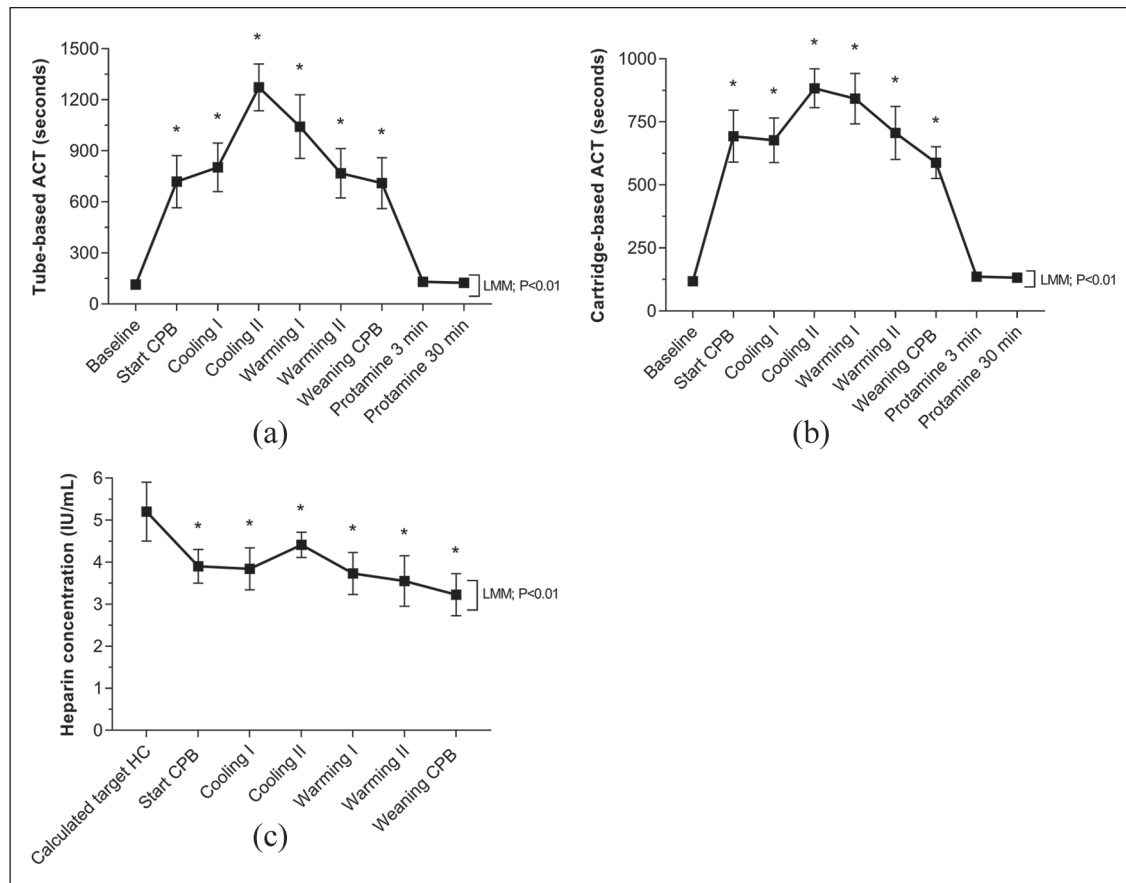 Tube-based ACT (seconds)
1500
1200
900
600
300
0
* * * * * *
LMM; P<0.01
Baseline
Start CPB
Cooling I
Cooling II
Warming I
Warming II
Weaning CPB
Protamine 3 min
Protamine 30 min
(a)
Cartridge-based ACT (seconds)
1000
750
500
250
0
* * * * * *
LMM; P<0.01
Baseline
Start CPB
Cooling I
Cooling II
Warming I
Warming II
Weaning CPB
Protamine 3 min
Protamine 30 min
(b)
Heparin concentration (IU/mL)
6
5
4
3
2
1
0
* * * * * *
LMM; P<0.01
Calculated target HC
Start CPB
Cooling I
Cooling II
Warming I
Warming II
Weaning CPB
(c)